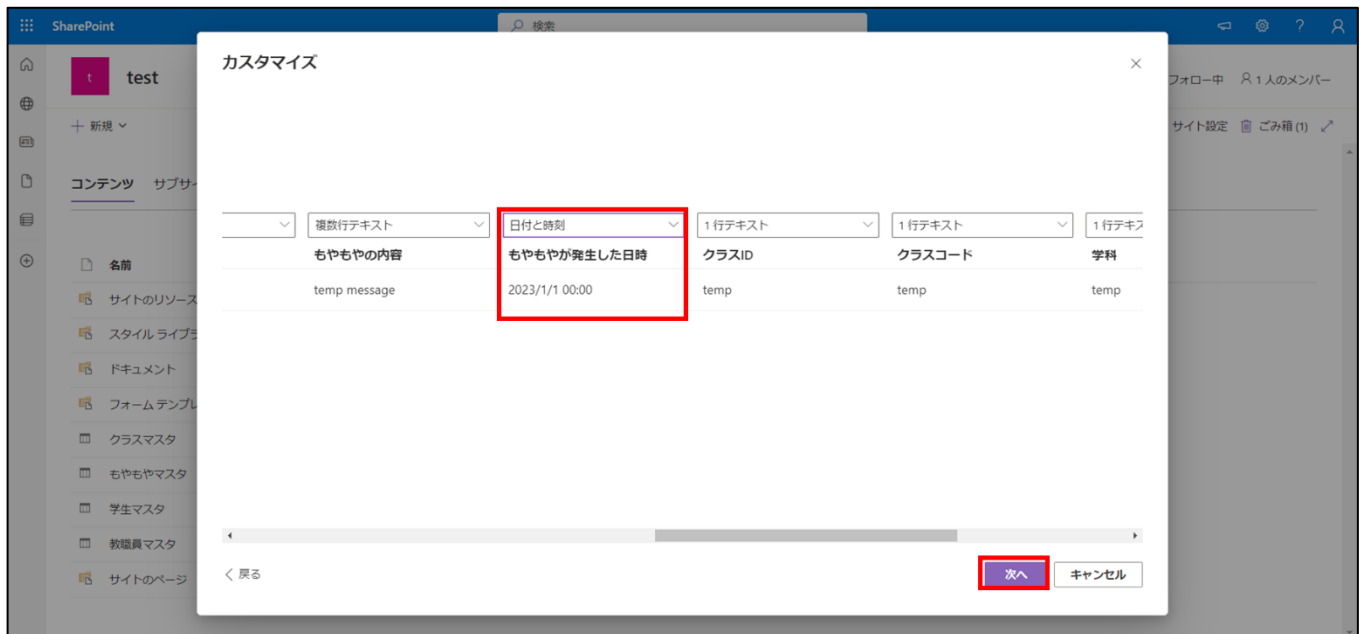 SharePoint
検索
カスタマイズ
t
test
フォロー中
1 人のメンバー
新規
サイト設定
ごみ箱 (1)
コンテンツ
サブサ
複数行テキスト
日付と時刻
1 行テキスト
1 行テキスト
1 行テキス
もやもやの内容
もやもやが発生した日時
クラスID
クラスコード
学科
temp message
2023/1/1 00:00
temp
temp
temp
名前
サイトのリソース
スタイル ライブラ
ドキュメント
フォーム テンプレ
クラスマスタ
もやもやマスタ
学生マスタ
教職員マスタ
サイトのページ
戻る
次へ
キャンセル